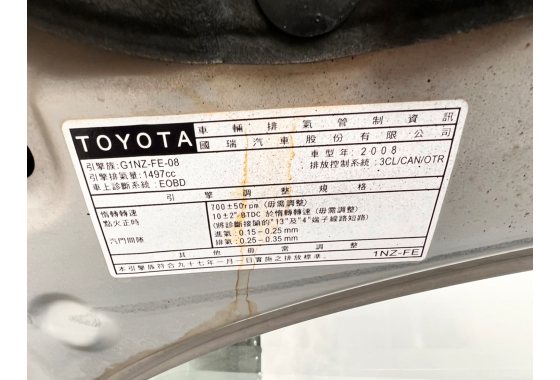 TOYOTA
車輛排氣管制資訊
國瑞汽車股份有限公司
引擎族: G1NZ-FE-08
車型年: 2008
引擎排氣量: 1497cc
排放控制系統: 3CL/CAN/OTR
車上診斷系統: EOBD
引擎調整規格
惰轉轉速 700±50rpm (毋需調整)
點火正時 10±2° BTDC 於惰轉轉速 (毋需調整)
(將診斷接頭的"13"及"4"端子線路短路)
汽門間隙 進氣: 0.15-0.25mm
排氣: 0.25-0.35mm
其他毋需調整
1NZ-FE
本引擎族符合九十七年一月一日實施之排放標準.